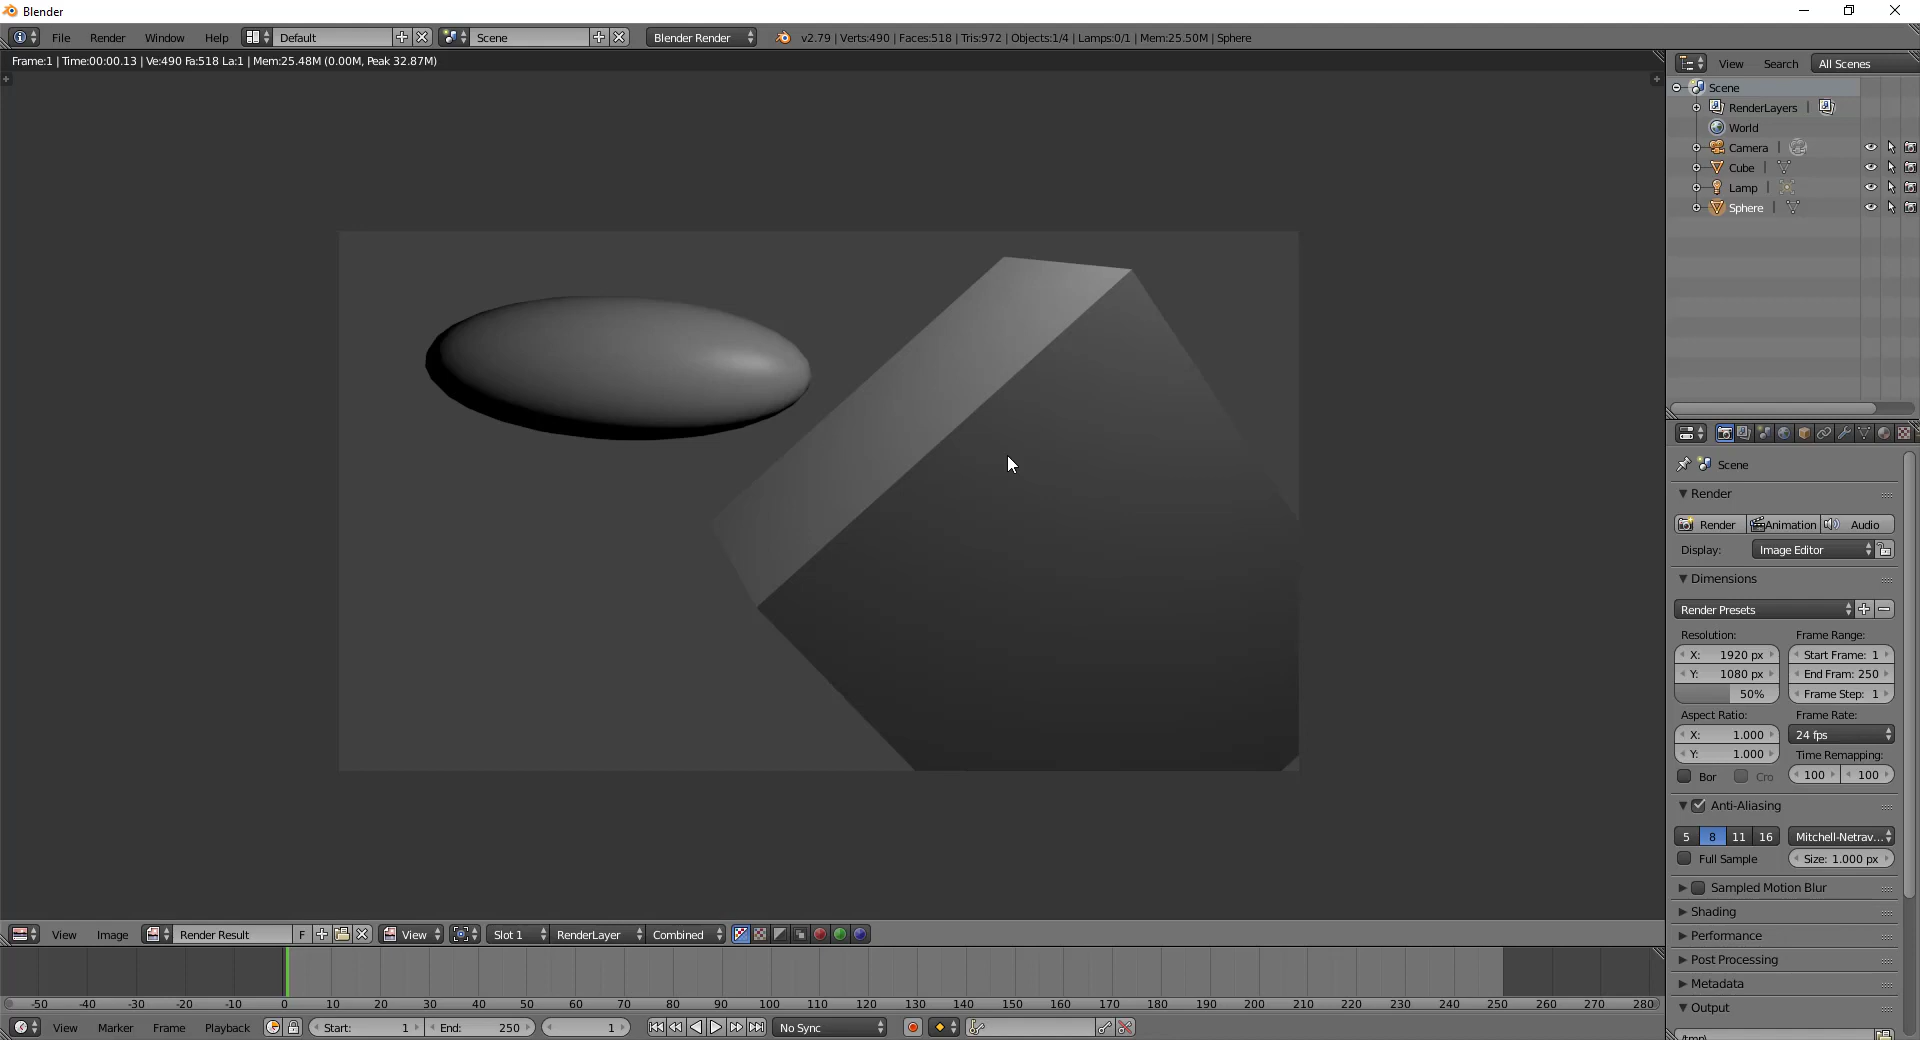 Blender
File Render Window Help Default Scene Blender Render v2.79 | Verts:490 | Faces:518 | Tris:972 | Objects:1/4 | Lamps:0/1 | Mem:25.50M | Sphere
Frame:1 | Time:00:00.13 | Ve:490 Fa:518 La:1 | Mem:25.48M (0.00M, Peak 32.87M)
View Search All Scenes
Scene
RenderLayers |
World
Camera |
Cube |
Lamp |
Sphere |
Scene
Render
Render Animation Audio
Display: Image Editor
Dimensions
Render Presets
Resolution: Frame Range:
X: 1920 px Start Frame: 1
Y: 1080 px End Fram: 250
50% Frame Step: 1
Aspect Ratio: Frame Rate:
X: 1.000 24 fps
Y: 1.000 Time Remapping:
Bor Cro 100 100
Anti-Aliasing
5 8 11 16 Mitchell-Netrav...
Full Sample Size: 1.000 px
Sampled Motion Blur
Shading
Performance
Post Processing
Metadata
Output
/tmp\
View Image Render Result F View Slot 1 RenderLayer Combined
-50 -40 -30 -20 -10 0 10 20 30 40 50 60 70 80 90 100 110 120 130 140 150 160 170 180 190 200 210 220 230 240 250 260 270 280
View Marker Frame Playback Start: 1 End: 250 1 No Sync